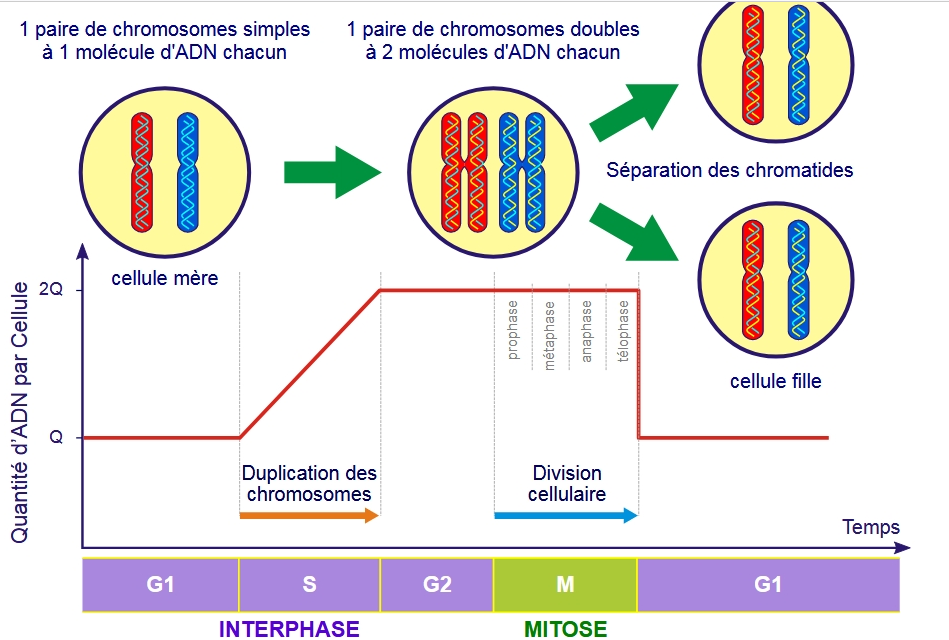 1 paire de chromosomes simples
à 1 molécule d'ADN chacun
1 paire de chromosomes doubles
à 2 molécules d'ADN chacun
Séparation des chromatides
cellule mère
cellule fille
Quantité d'ADN par Cellule
2Q
Q
prophase
métaphase
anaphase
télophase
Duplication des
chromosomes
Division
cellulaire
Temps
G1
S
G2
M
G1
INTERPHASE
MITOSE